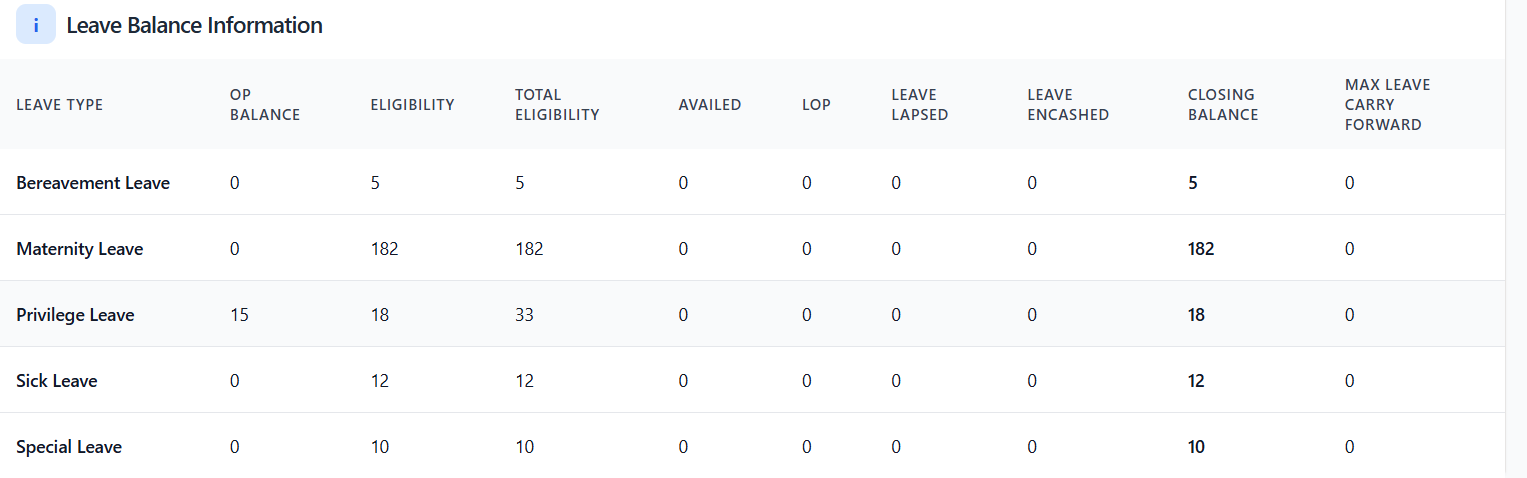 i Leave Balance Information
LEAVE TYPE OP BALANCE ELIGIBILITY TOTAL ELIGIBILITY AVAILED LOP LEAVE LAPSED LEAVE ENCASHED CLOSING BALANCE MAX LEAVE CARRY FORWARD
Bereavement Leave 0 5 5 0 0 0 0 5 0
Maternity Leave 0 182 182 0 0 0 0 182 0
Privilege Leave 15 18 33 0 0 0 0 18 0
Sick Leave 0 12 12 0 0 0 0 12 0
Special Leave 0 10 10 0 0 0 0 10 0